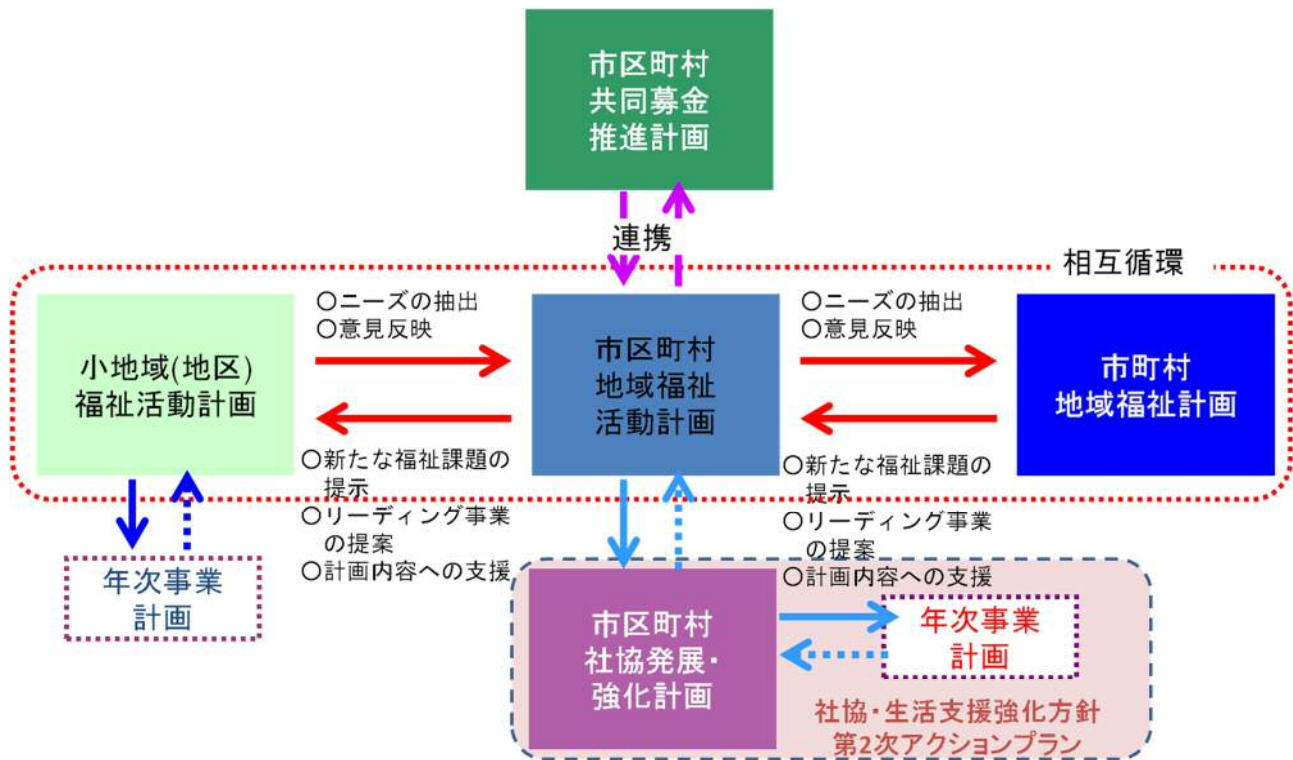 市区町村
共同募金
推進計画
連携
相互循環
小地域(地区)
福祉活動計画
○ニーズの抽出
○意見反映
市区町村
地域福祉
活動計画
○ニーズの抽出
○意見反映
市町村
地域福祉計画
○新たな福祉課題の
提示
○リーディング事業
の提案
○計画内容への支援
○新たな福祉課題の
提示
○リーディング事業
の提案
○計画内容への支援
年次事業
計画
市区町村
社協発展・
強化計画
年次事業
計画
社協・生活支援強化方針
第2次アクションプラン